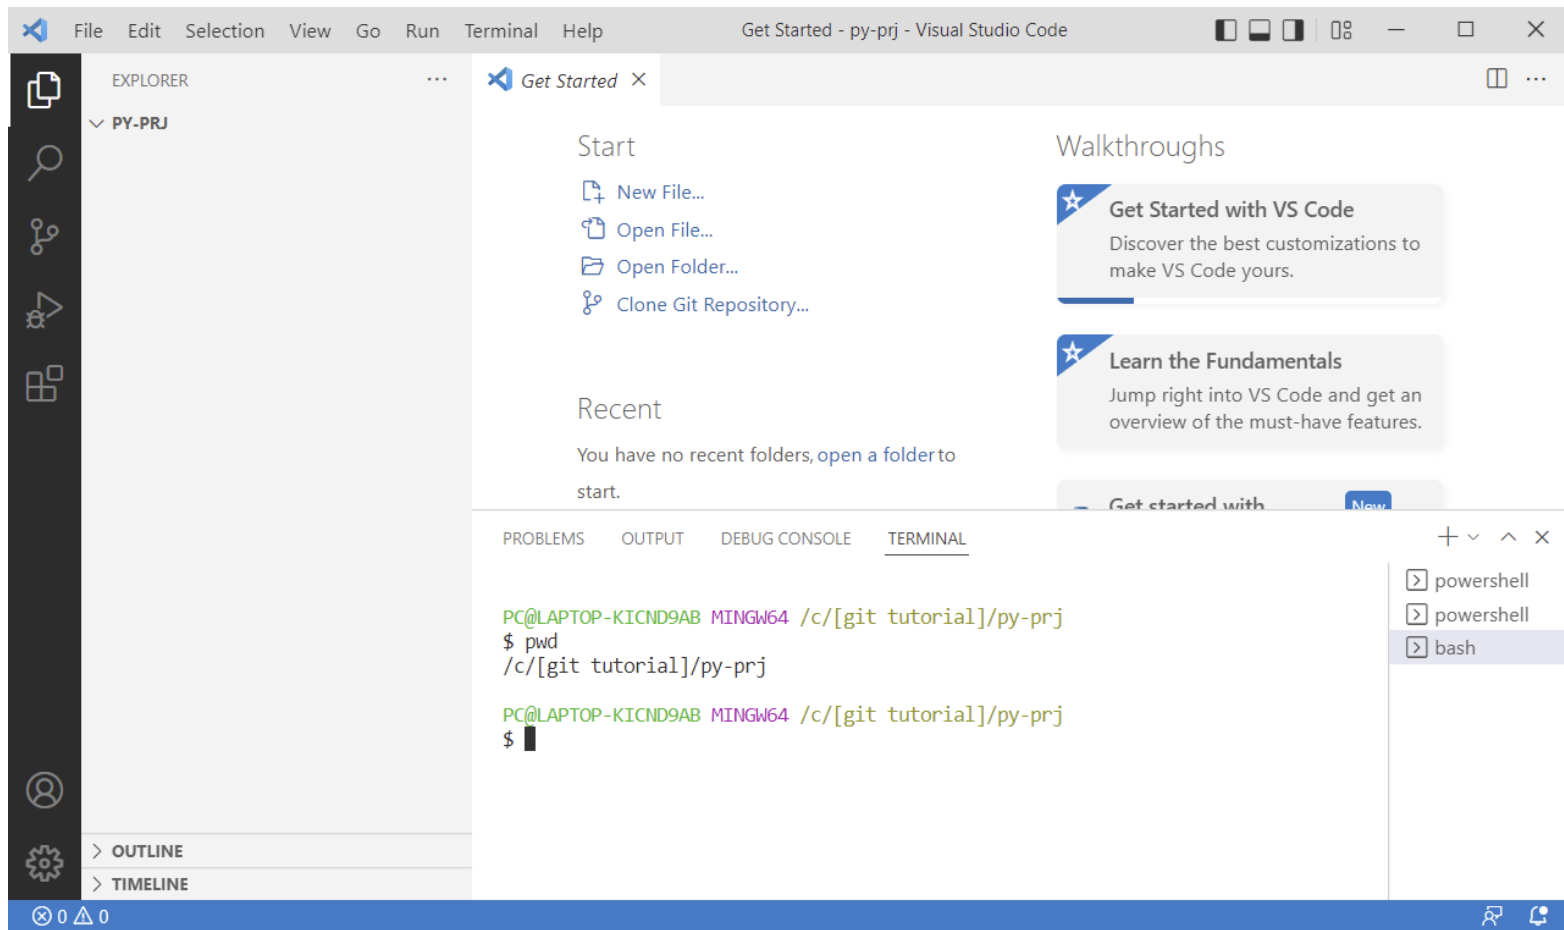 File Edit Selection View Go Run Terminal Help Get Started - py-prj - Visual Studio Code
EXPLORER
PY-PRJ
OUTLINE
TIMELINE
Get Started
Start
New File...
Open File...
Open Folder...
Clone Git Repository...
Recent
You have no recent folders, open a folder to
start.
Walkthroughs
Get Started with VS Code
Discover the best customizations to
make VS Code yours.
Learn the Fundamentals
Jump right into VS Code and get an
overview of the must-have features.
Get started with New
PROBLEMS OUTPUT DEBUG CONSOLE TERMINAL
PC@LAPTOP-KICND9AB MINGW64 /c/[git tutorial]/py-prj
$ pwd
/c/[git tutorial]/py-prj
PC@LAPTOP-KICND9AB MINGW64 /c/[git tutorial]/py-prj
$
powershell
powershell
bash
0 0